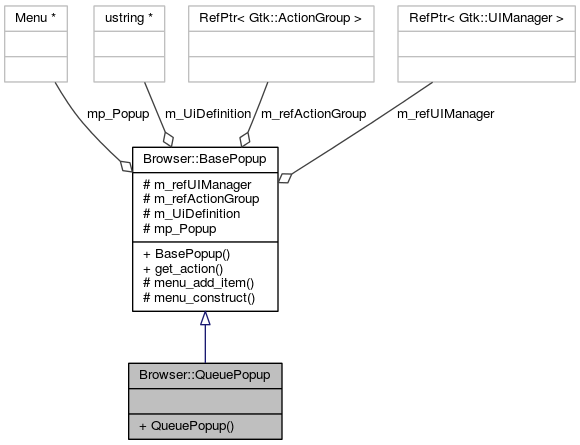 Menu *
ustring *
RefPtr< Gtk::ActionGroup >
RefPtr< Gtk::UIManager >
mp_Popup
m_UiDefinition
m_refActionGroup
m_refUIManager
Browser::BasePopup
# m_refUIManager
# m_refActionGroup
# m_UiDefinition
# mp_Popup
+ BasePopup()
+ get_action()
# menu_add_item()
# menu_construct()
Browser::QueuePopup
+ QueuePopup()